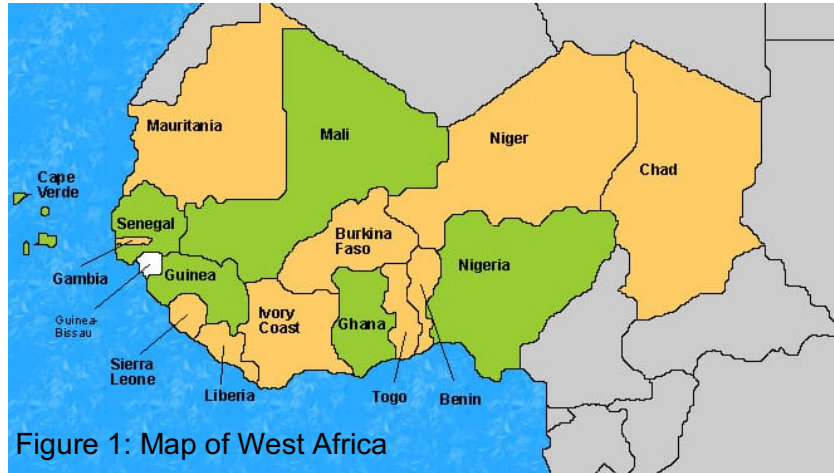 Mauritania
Mali
Niger
Chad
Cape
Verde
Senegal
Gambia
Guinea-
Bissau
Guinea
Burkina
Faso
Nigeria
Ivory
Coast
Ghana
Sierra
Leone
Liberia
Togo
Benin
Figure 1: Map of West Africa